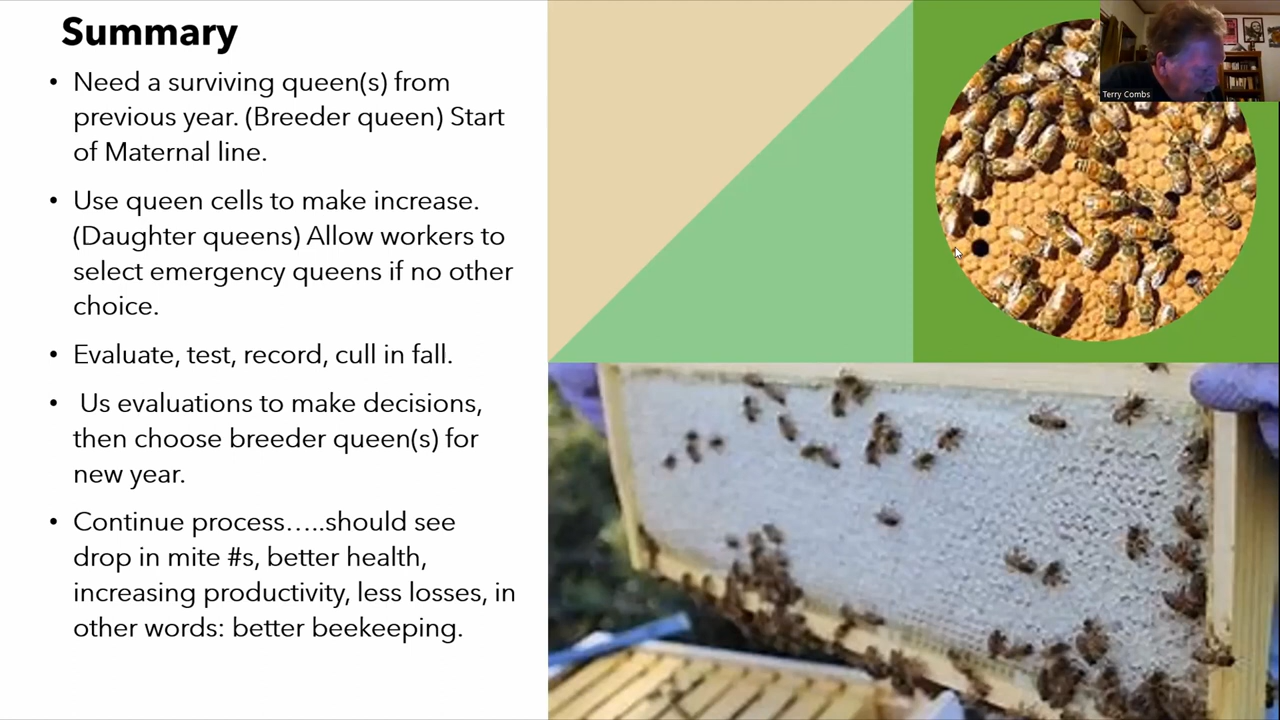 Summary
• Need a surviving queen(s) from
previous year. (Breeder queen) Start
of Maternal line.
• Use queen cells to make increase.
(Daughter queens) Allow workers to
select emergency queens if no other
choice.
• Evaluate, test, record, cull in fall.
• Us evaluations to make decisions,
then choose breeder queen(s) for
new year.
• Continue process…..should see
drop in mite #s, better health,
increasing productivity, less losses, in
other words: better beekeeping.
Terry Combs